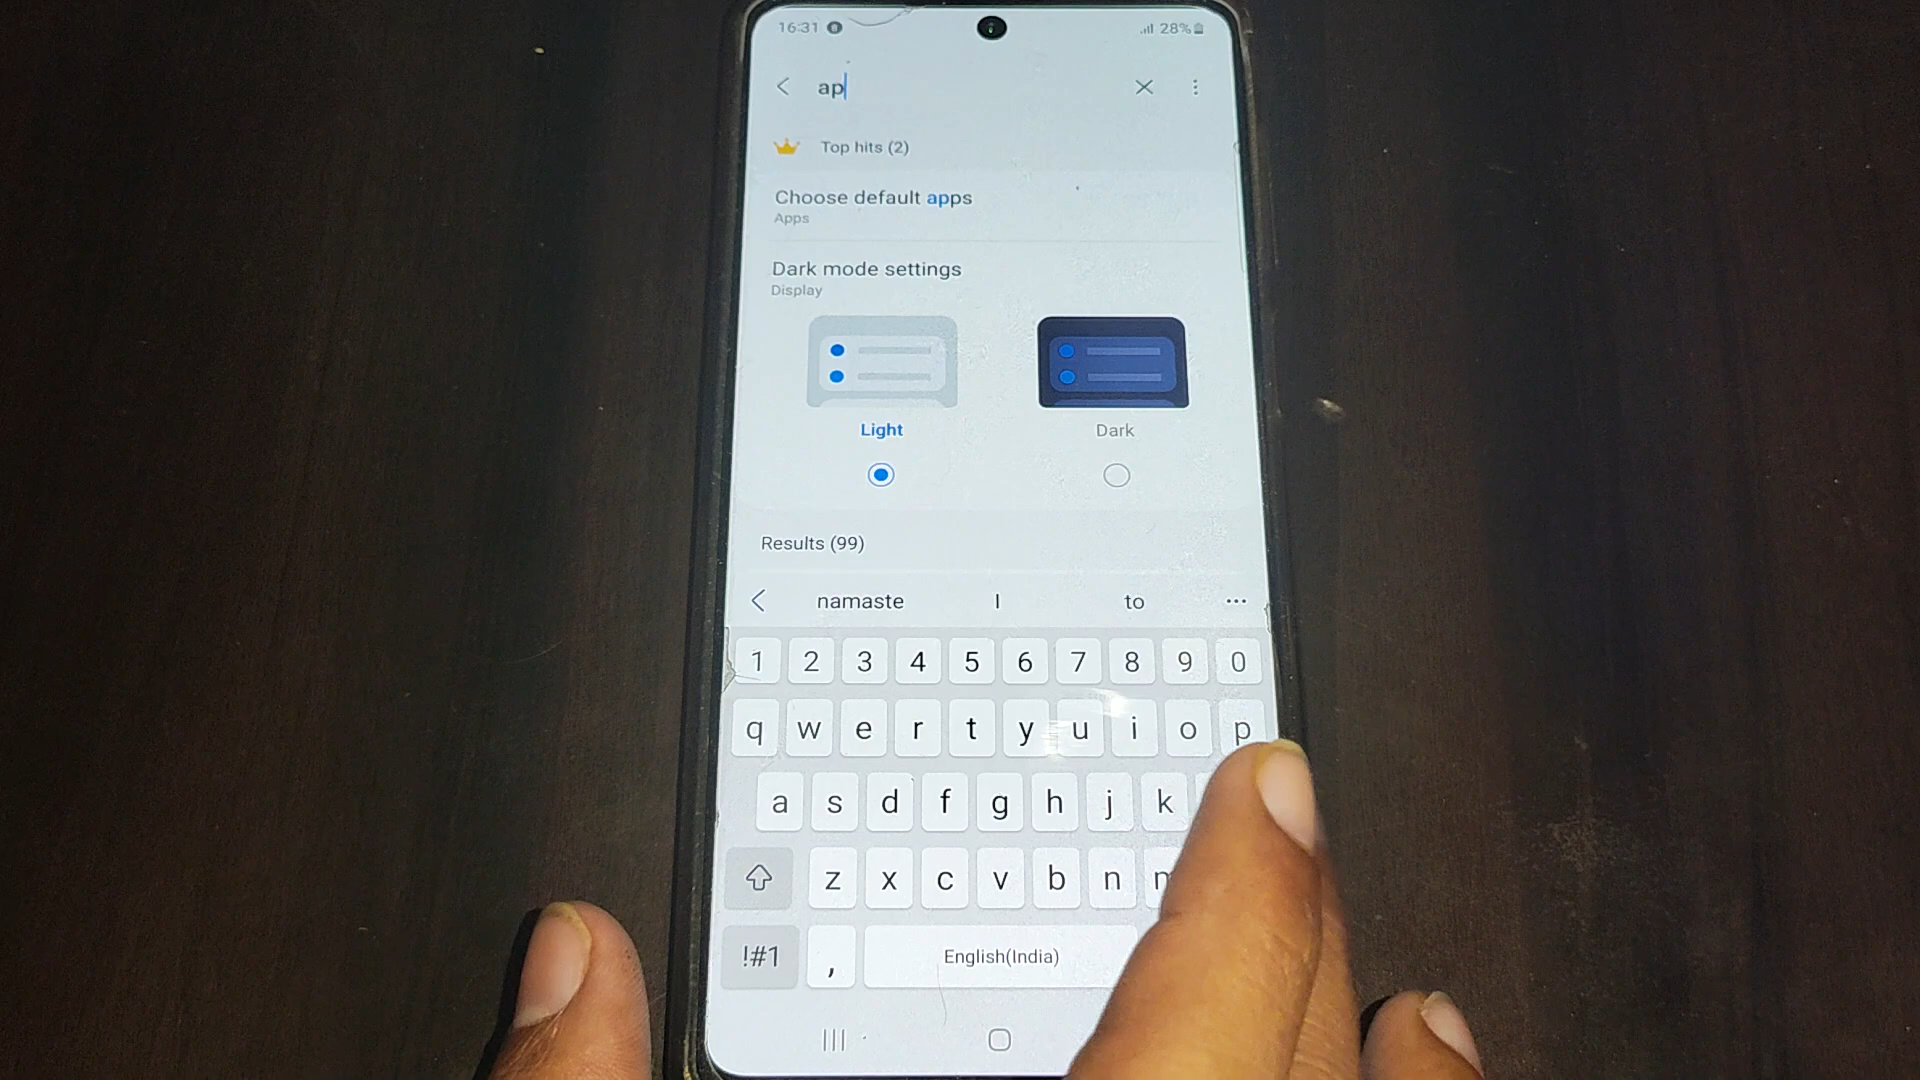 16:31 28%
ap
Top hits (2)
Choose default apps
Apps
Dark mode settings
Display
Light Dark
Results (99)
namaste I to ...
1 2 3 4 5 6 7 8 9 0
q w e r t y u i o p
a s d f g h j k
z x c v b n m
!#1 , English(India)